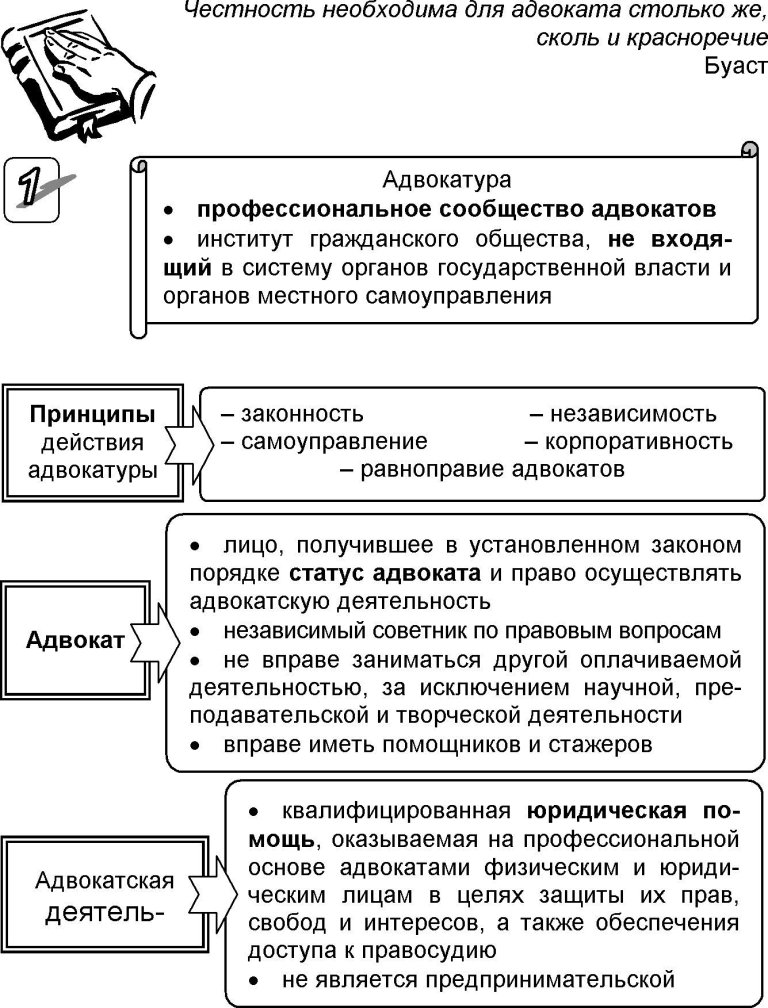 Честность необходима для адвоката столько же,
сколь и красноречие
Буаст
1
Адвокатура
• профессиональное сообщество адвокатов
• институт гражданского общества, не входя-
щий в систему органов государственной власти и
органов местного самоуправления
Принципы
действия
адвокатуры
– законность – независимость
– самоуправление – корпоративность
– равноправие адвокатов
Адвокат
• лицо, получившее в установленном законом
порядке статус адвоката и право осуществлять
адвокатскую деятельность
• независимый советник по правовым вопросам
• не вправе заниматься другой оплачиваемой
деятельностью, за исключением научной, пре-
подавательской и творческой деятельности
• вправе иметь помощников и стажеров
Адвокатская
деятель-
• квалифицированная юридическая по-
мощь, оказываемая на профессиональной
основе адвокатами физическим и юриди-
ческим лицам в целях защиты их прав,
свобод и интересов, а также обеспечения
доступа к правосудию
• не является предпринимательской